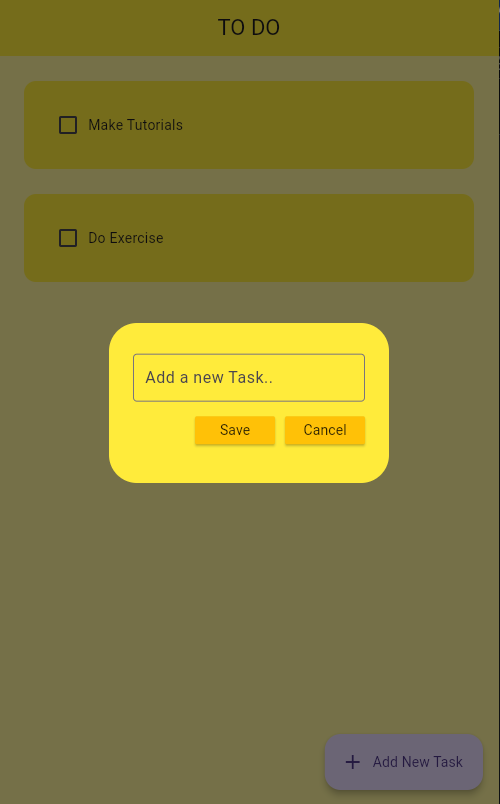 TO DO
Make Tutorials
Do Exercise
Add a new Task..
Save Cancel
Add New Task